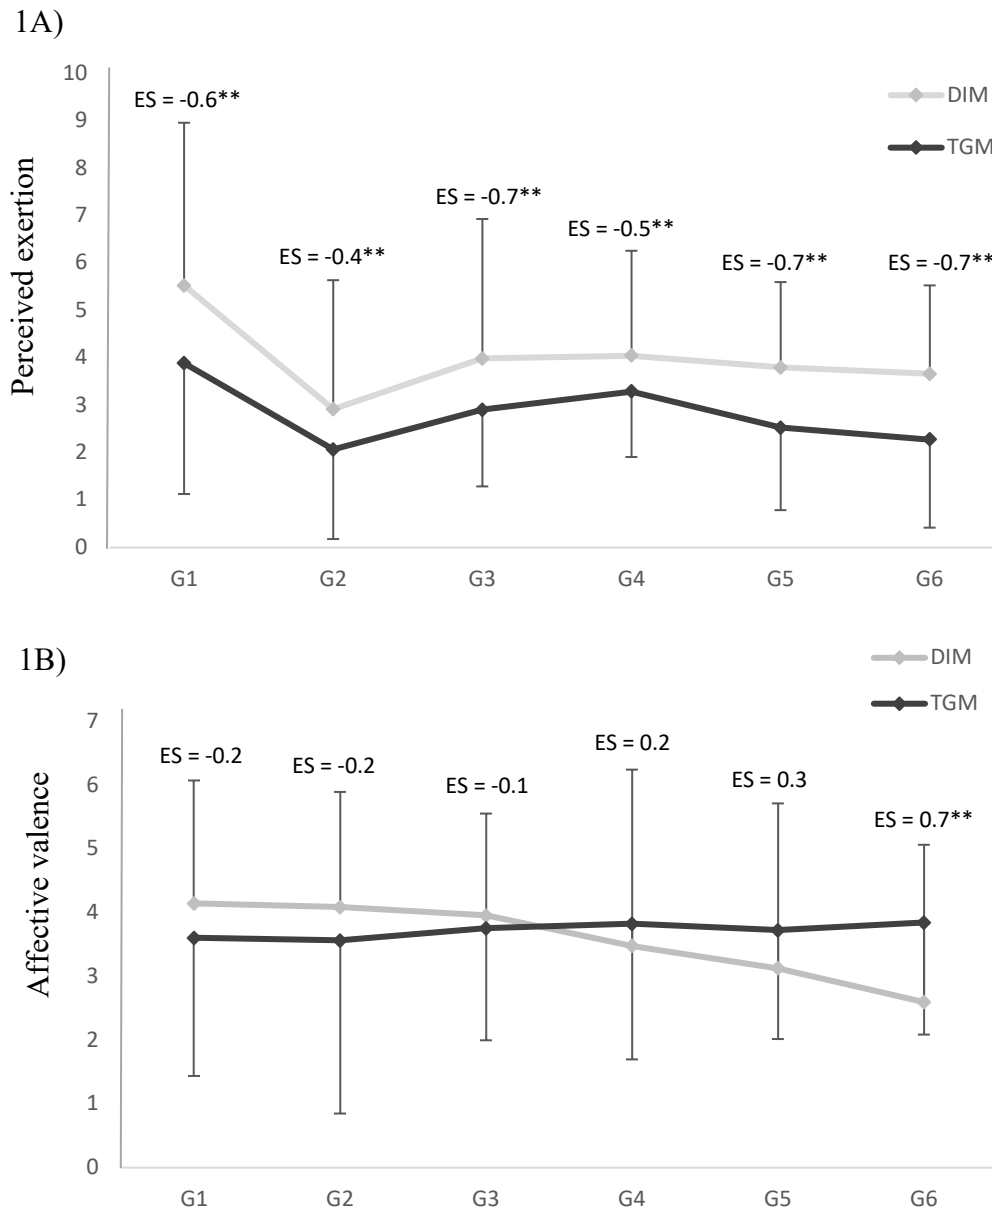 1A)
Perceived exertion
10
9
8
7
6
5
4
3
2
1
0
ES = -0.6**
ES = -0.4**
ES = -0.7**
ES = -0.5**
ES = -0.7**
ES = -0.7**
DIM
TGM
G1 G2 G3 G4 G5 G6
1B)
Affective valence
7
6
5
4
3
2
1
0
ES = -0.2
ES = -0.2
ES = -0.1
ES = 0.2
ES = 0.3
ES = 0.7**
DIM
TGM
G1 G2 G3 G4 G5 G6